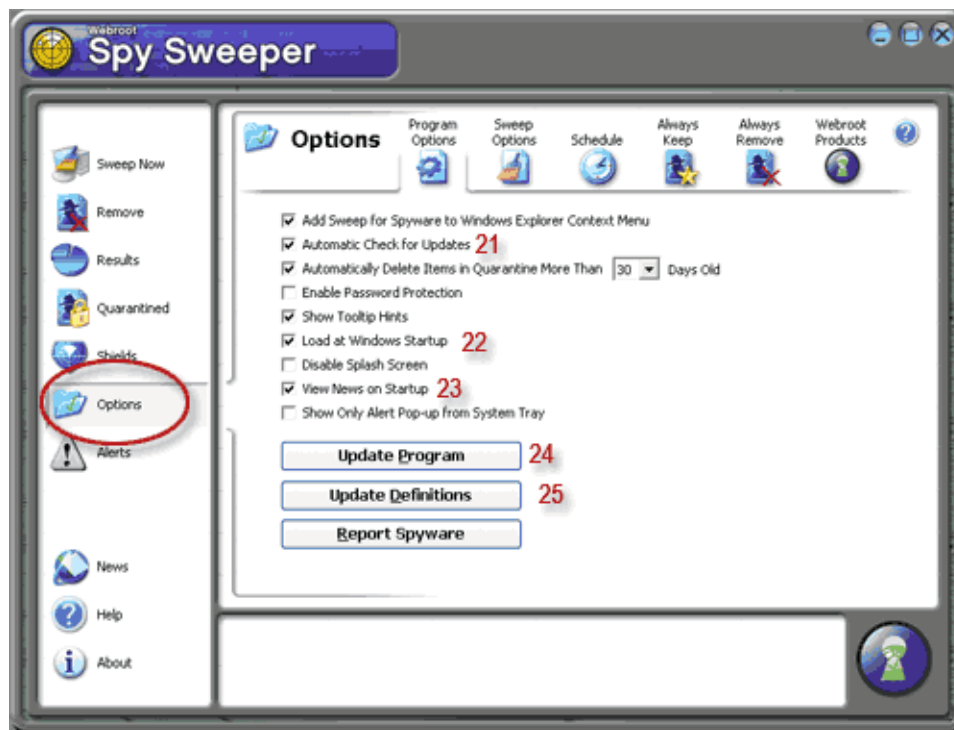 Webroot
Spy Sweeper
Sweep Now
Remove
Results
Quarantined
Shields
Options
Alerts
News
Help
About
Options
Program Options
Sweep Options
Schedule
Always Keep
Always Remove
Webroot Products
Add Sweep for Spyware to Windows Explorer Context Menu
Automatic Check for Updates 21
Automatically Delete Items in Quarantine More Than 30 Days Old
Enable Password Protection
Show Tooltip Hints
Load at Windows Startup 22
Disable Splash Screen
View News on Startup 23
Show Only Alert Pop-up from System Tray
Update Program 24
Update Definitions 25
Report Spyware